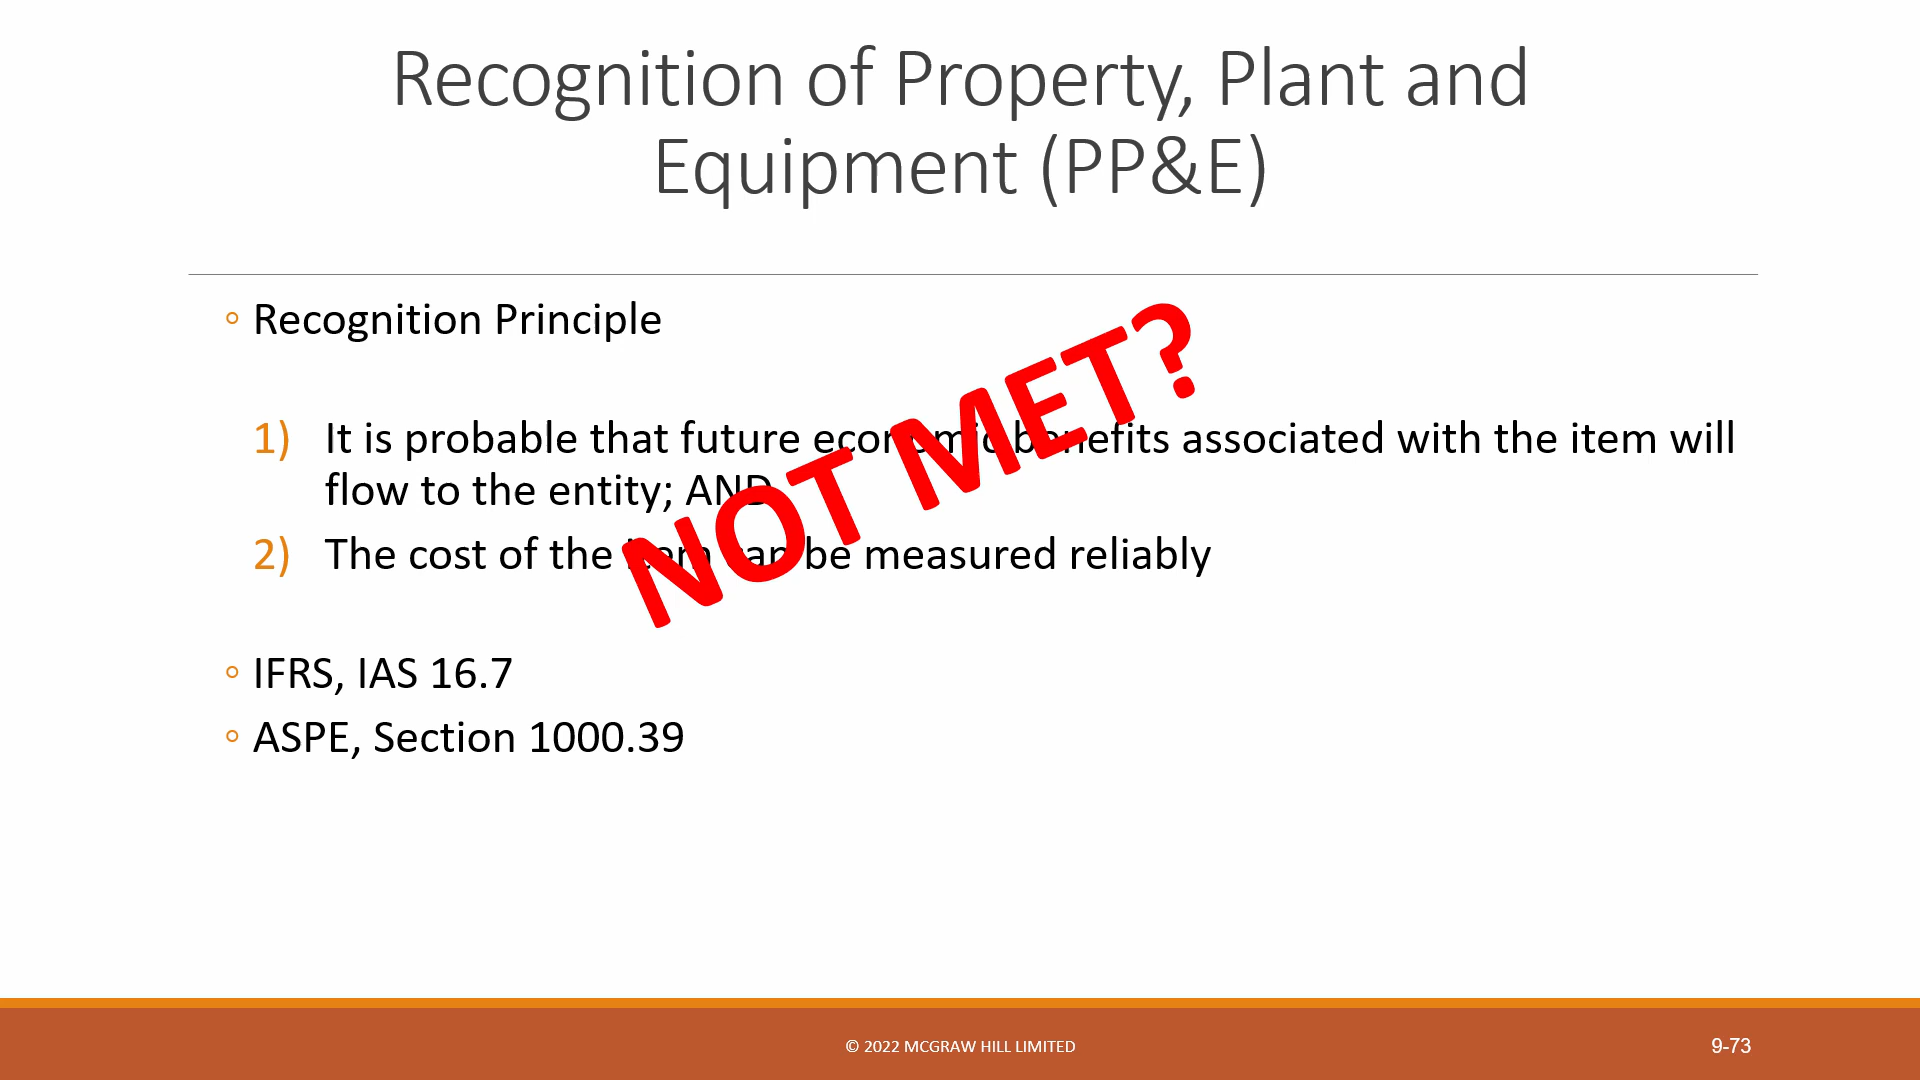 Recognition of Property, Plant and
Equipment (PP&E)
◦ Recognition Principle
1) It is probable that future economic benefits associated with the item will
flow to the entity; AND
2) The cost of the item can be measured reliably
NOT MET?
◦ IFRS, IAS 16.7
◦ ASPE, Section 1000.39
© 2022 MCGRAW HILL LIMITED
9-73